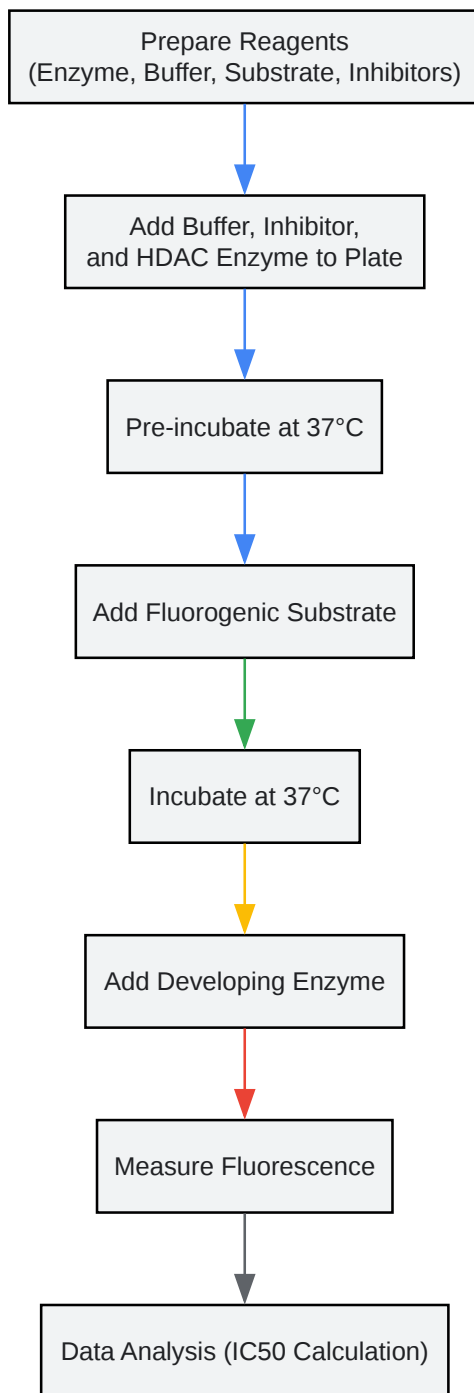 Prepare Reagents
(Enzyme, Buffer, Substrate, Inhibitors)
Add Buffer, Inhibitor,
and HDAC Enzyme to Plate
Pre-incubate at 37°C
Add Fluorogenic Substrate
Incubate at 37°C
Add Developing Enzyme
Measure Fluorescence
Data Analysis (IC50 Calculation)